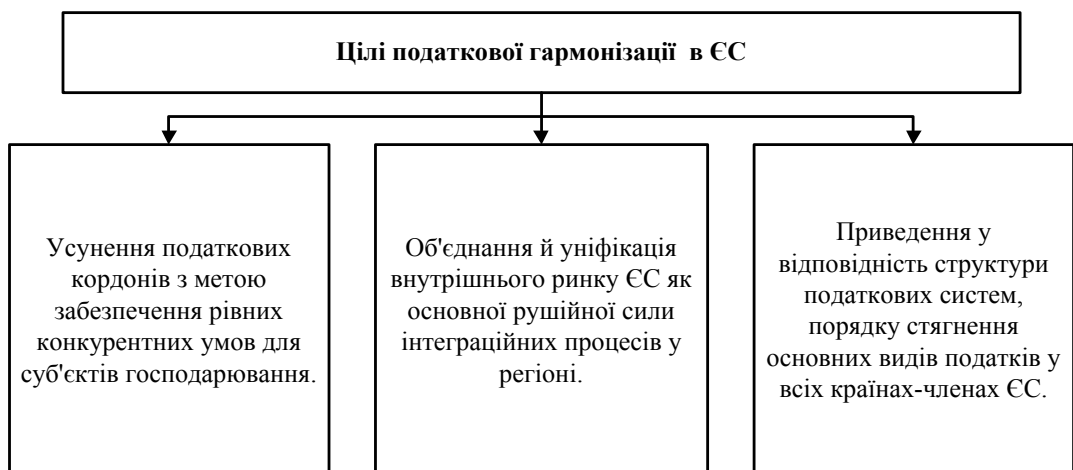 Цілі податкової гармонізації в ЄС
Усунення податкових
кордонів з метою
забезпечення рівних
конкурентних умов для
суб'єктів господарювання.
Об'єднання й уніфікація
внутрішнього ринку ЄС як
основної рушійної сили
інтеграційних процесів у
регіоні.
Приведення у
відповідність структури
податкових систем,
порядку стягнення
основних видів податків у
всіх країнах-членах ЄС.